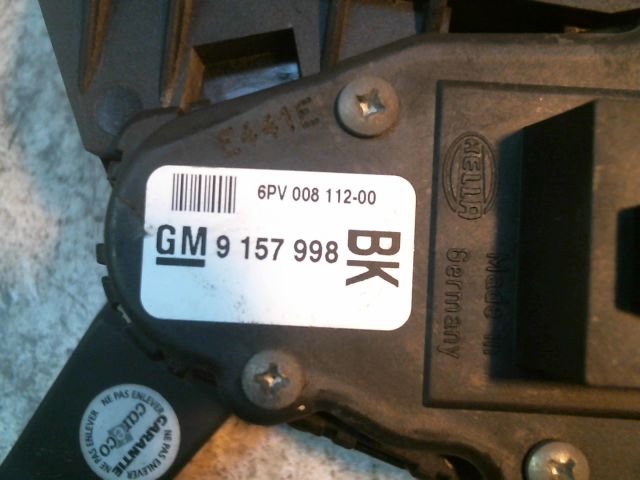 E441E
6PV 008 112-00
GM 9 157 998 BK
HELLA
Made in
Germany
NE PAS ENLEVER
careco
GARANTIE
NE PAS ENLEVER